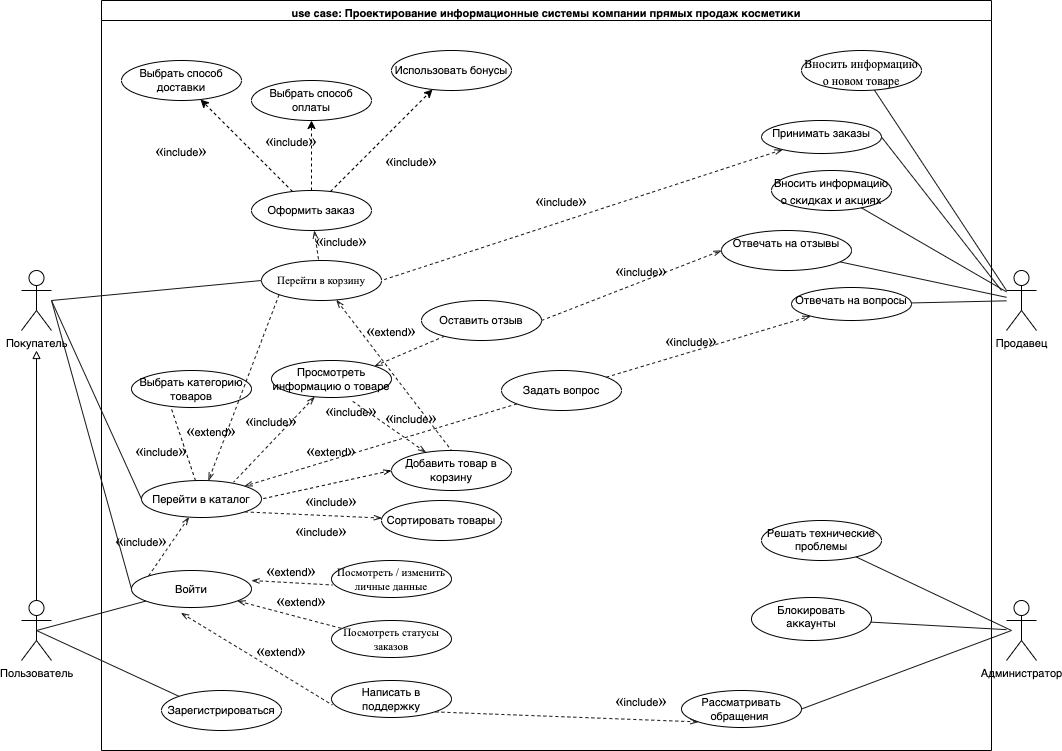 use case: Проектирование информационные системы компании прямых продаж косметики
Выбрать способ
доставки
Выбрать способ
оплаты
Использовать бонусы
Вносить информацию
о новом товаре
«include»
«include»
«include»
Принимать заказы
Оформить заказ
«include»
Вносить информацию
о скидках и акциях
«include»
Перейти в корзину
«include»
Отвечать на отзывы
Отвечать на вопросы
Покупатель
Продавец
«extend»
Оставить отзыв
«include»
Выбрать категорию
товаров
Просмотреть
информацию о товаре
Задать вопрос
«extend»
«include»
«include»
«include»
«include»
«extend»
Добавить товар в
корзину
Перейти в каталог
«include»
Сортировать товары
«include»
«include»
Решать технические
проблемы
Войти
«extend»
Посмотреть / изменить
личные данные
«extend»
Посмотреть статусы
заказов
Блокировать
аккаунты
«extend»
Пользователь
Администратор
Написать в
поддержку
«include»
Рассматривать
обращения
Зарегистрироваться